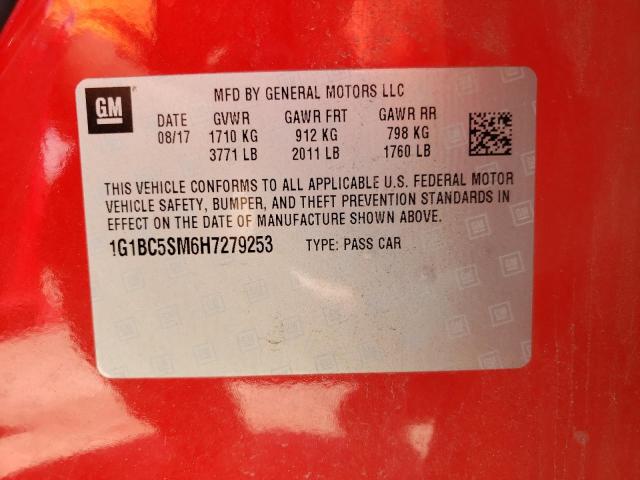 GM
MFD BY GENERAL MOTORS LLC
DATE GVWR GAWR FRT GAWR RR
08/17 1710 KG 912 KG 798 KG
3771 LB 2011 LB 1760 LB
THIS VEHICLE CONFORMS TO ALL APPLICABLE U.S. FEDERAL MOTOR
VEHICLE SAFETY, BUMPER, AND THEFT PREVENTION STANDARDS IN
EFFECT ON THE DATE OF MANUFACTURE SHOWN ABOVE.
1G1BC5SM6H7279253 TYPE: PASS CAR